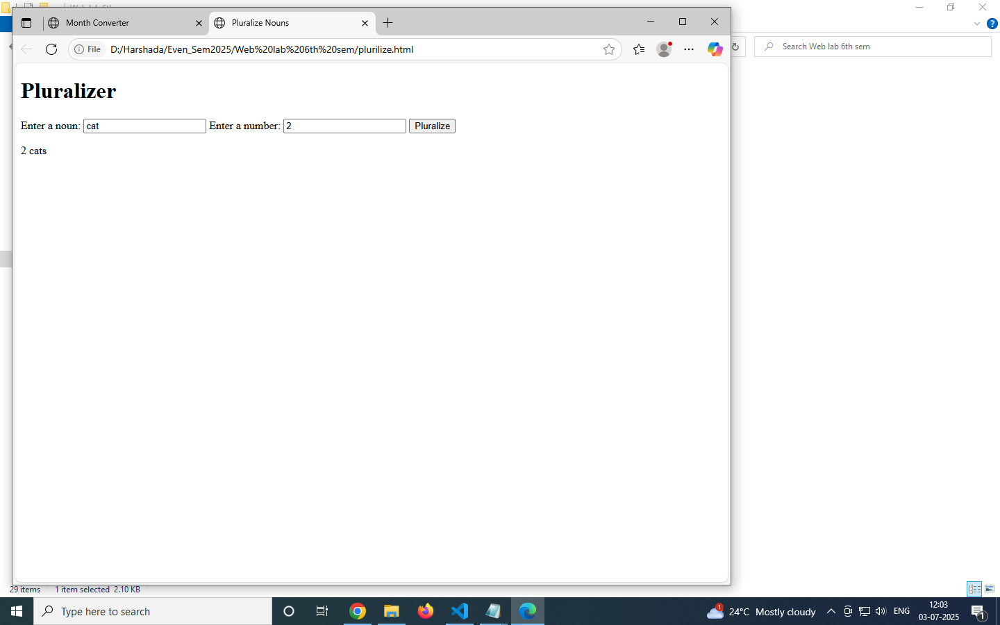 Month Converter
Pluralize Nouns
File
D:/Harshada/Even_Sem2025/Web%20lab%206th%20sem/plurilize.html
Search Web lab 6th sem
Pluralizer
Enter a noun: cat Enter a number: 2 Pluralize
2 cats
29 items 1 item selected 2.10 KB
Type here to search
1
24°C Mostly cloudy
ENG
12:03
03-07-2025
1